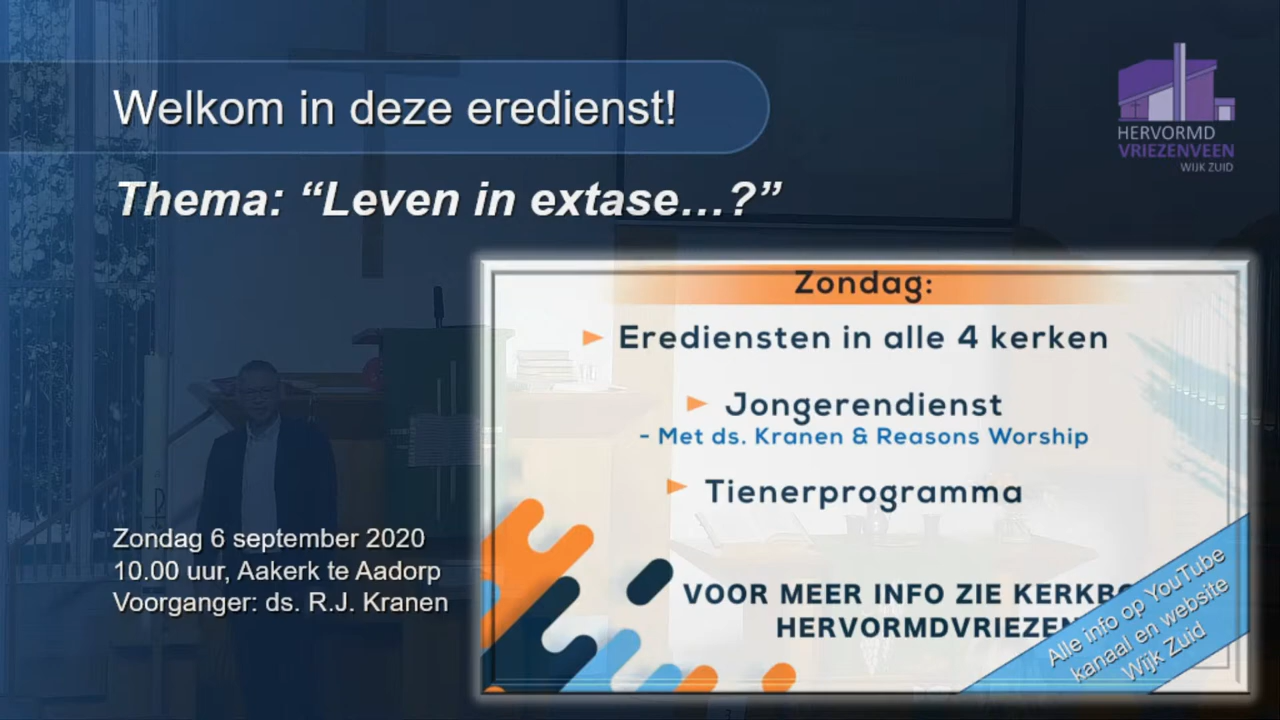 Welkom in deze eredienst!
HERVORMD
VRIEZENVEEN
WIJK ZUID
Thema: “Leven in extase…?”
Zondag:
Erediensten in alle 4 kerken
Jongerendienst
- Met ds. Kranen & Reasons Worship
Tienerprogramma
Zondag 6 september 2020
10.00 uur, Aakerk te Aadorp
Voorganger: ds. R.J. Kranen
VOOR MEER INFO ZIE
Alle info op YouTube
kanaal en website
Wijk Zuid